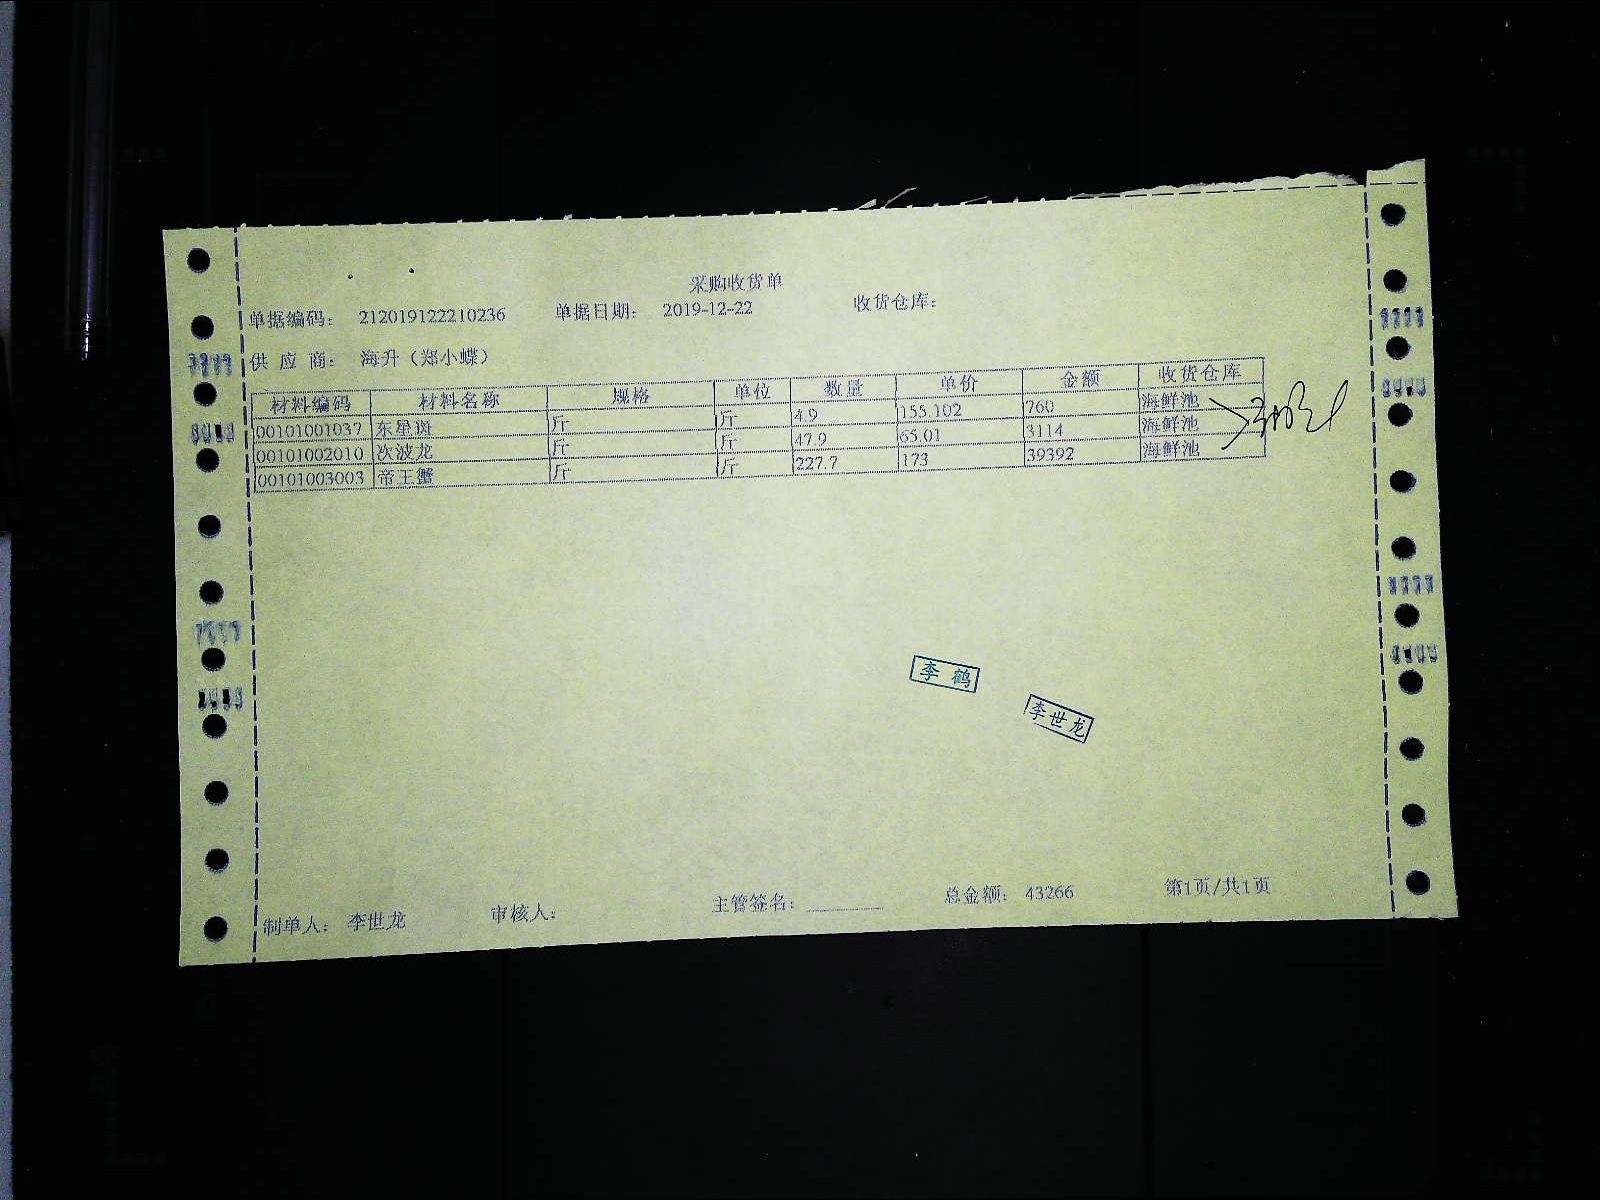 采购收货单
单据编码: 212019122210236 单据日期: 2019-12-22 收货仓库:
供应商: 海升（郑小蝶）
材料编码 材料名称 规格 单位 数量 单价 金额 收货仓库
00101001037 东星斑 斤 斤 4.9 155.102 760 海鲜池
00101002010 次波龙 斤 斤 47.9 65.01 3114 海鲜池
00101003003 帝王蟹 斤 斤 227.7 173 39392 海鲜池
李鹤
李世龙
制单人: 李世龙 审核人: 主管签名: 总金额: 43266 第1页/共1页